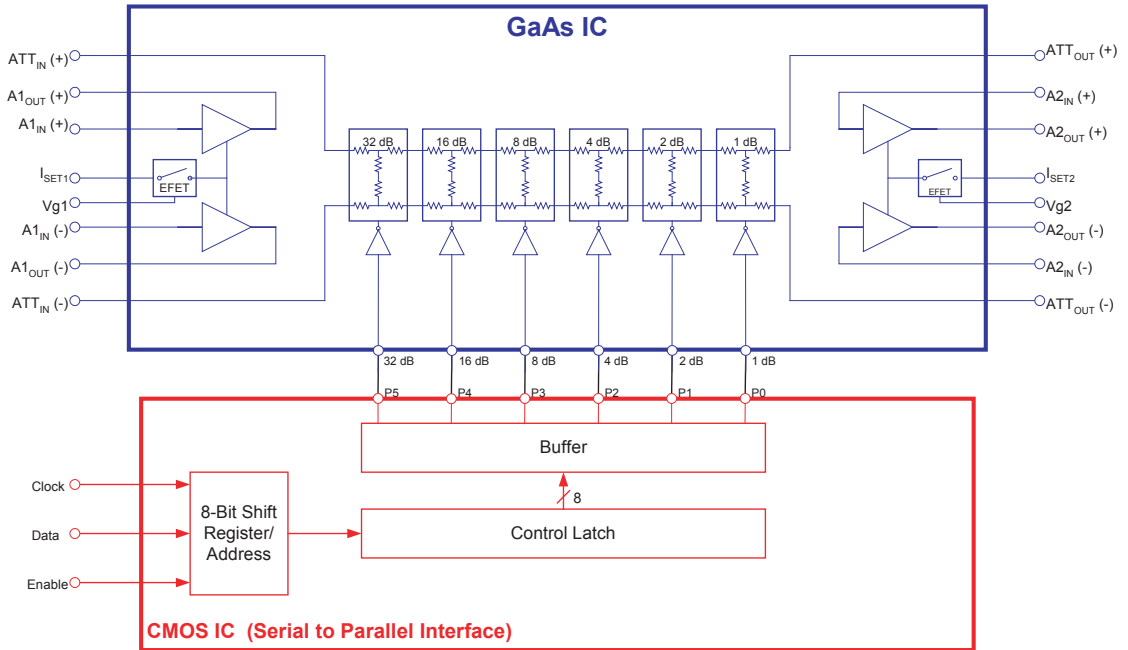 GaAs IC
ATTIN (+)
A1OUT (+)
A1IN (+)
ISET1
EFET
Vg1
A1IN (-)
A1OUT (-)
ATTIN (-)
32 dB
16 dB
8 dB
4 dB
2 dB
1 dB
ATTOUT (+)
A2IN (+)
A2OUT (+)
ISET2
EFET
Vg2
A2OUT (-)
A2IN (-)
ATTOUT (-)
32 dB
16 dB
8 dB
4 dB
2 dB
1 dB
P5
P4
P3
P2
P1
P0
Buffer
8
Control Latch
Clock
Data
Enable
8-Bit Shift
Register/
Address
CMOS IC (Serial to Parallel Interface)